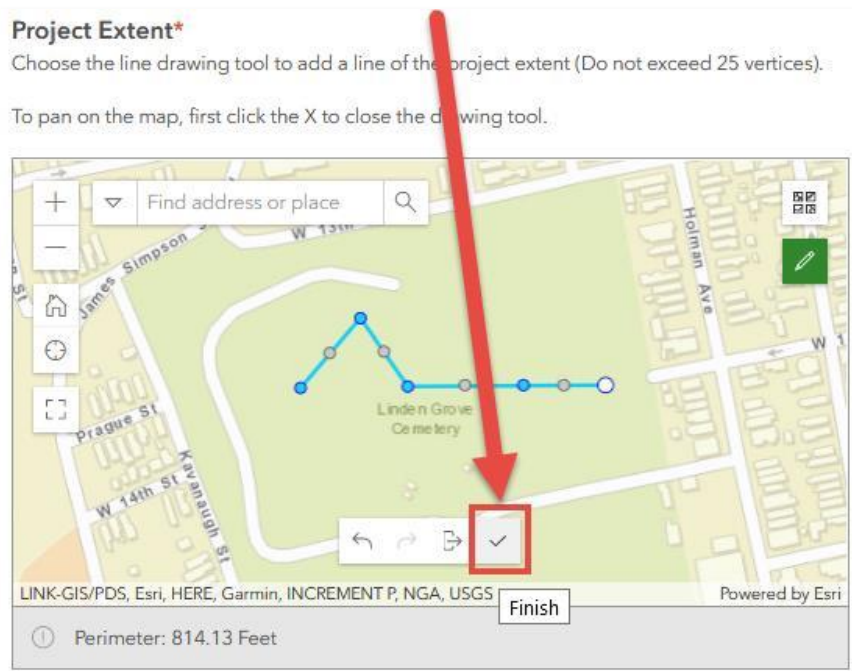 Project Extent*
Choose the line drawing tool to add a line of the project extent (Do not exceed 25 vertices).
To pan on the map, first click the X to close the drawing tool.
Find address or place
W 13th
James Simpson
Holman Ave
W 1
Linden Grove
Cemetery
Prague St
Kavanaugh St
W 14th St
LINK-GIS/PDS, Esri, HERE, Garmin, INCREMENT P, NGA, USGS
Powered by Esri
Finish
Perimeter: 814.13 Feet